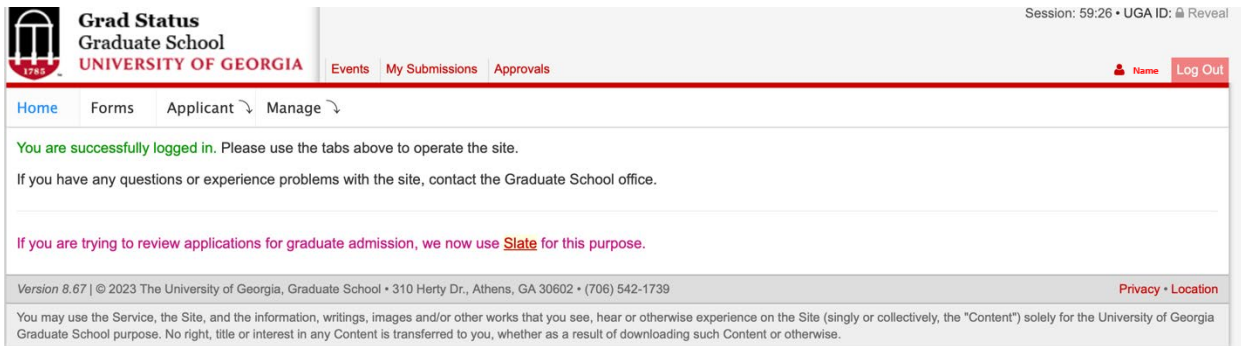 Session: 59:26 • UGA ID: Reveal
Grad Status
Graduate School
UNIVERSITY OF GEORGIA
1785
Events My Submissions Approvals
Name Log Out
Home Forms Applicant Manage
You are successfully logged in. Please use the tabs above to operate the site.
If you have any questions or experience problems with the site, contact the Graduate School office.
If you are trying to review applications for graduate admission, we now use Slate for this purpose.
Version 8.67 | © 2023 The University of Georgia, Graduate School • 310 Herty Dr., Athens, GA 30602 • (706) 542-1739
Privacy • Location
You may use the Service, the Site, and the information, writings, images and/or other works that you see, hear or otherwise experience on the Site (singly or collectively, the "Content") solely for the University of Georgia
Graduate School purpose. No right, title or interest in any Content is transferred to you, whether as a result of downloading such Content or otherwise.